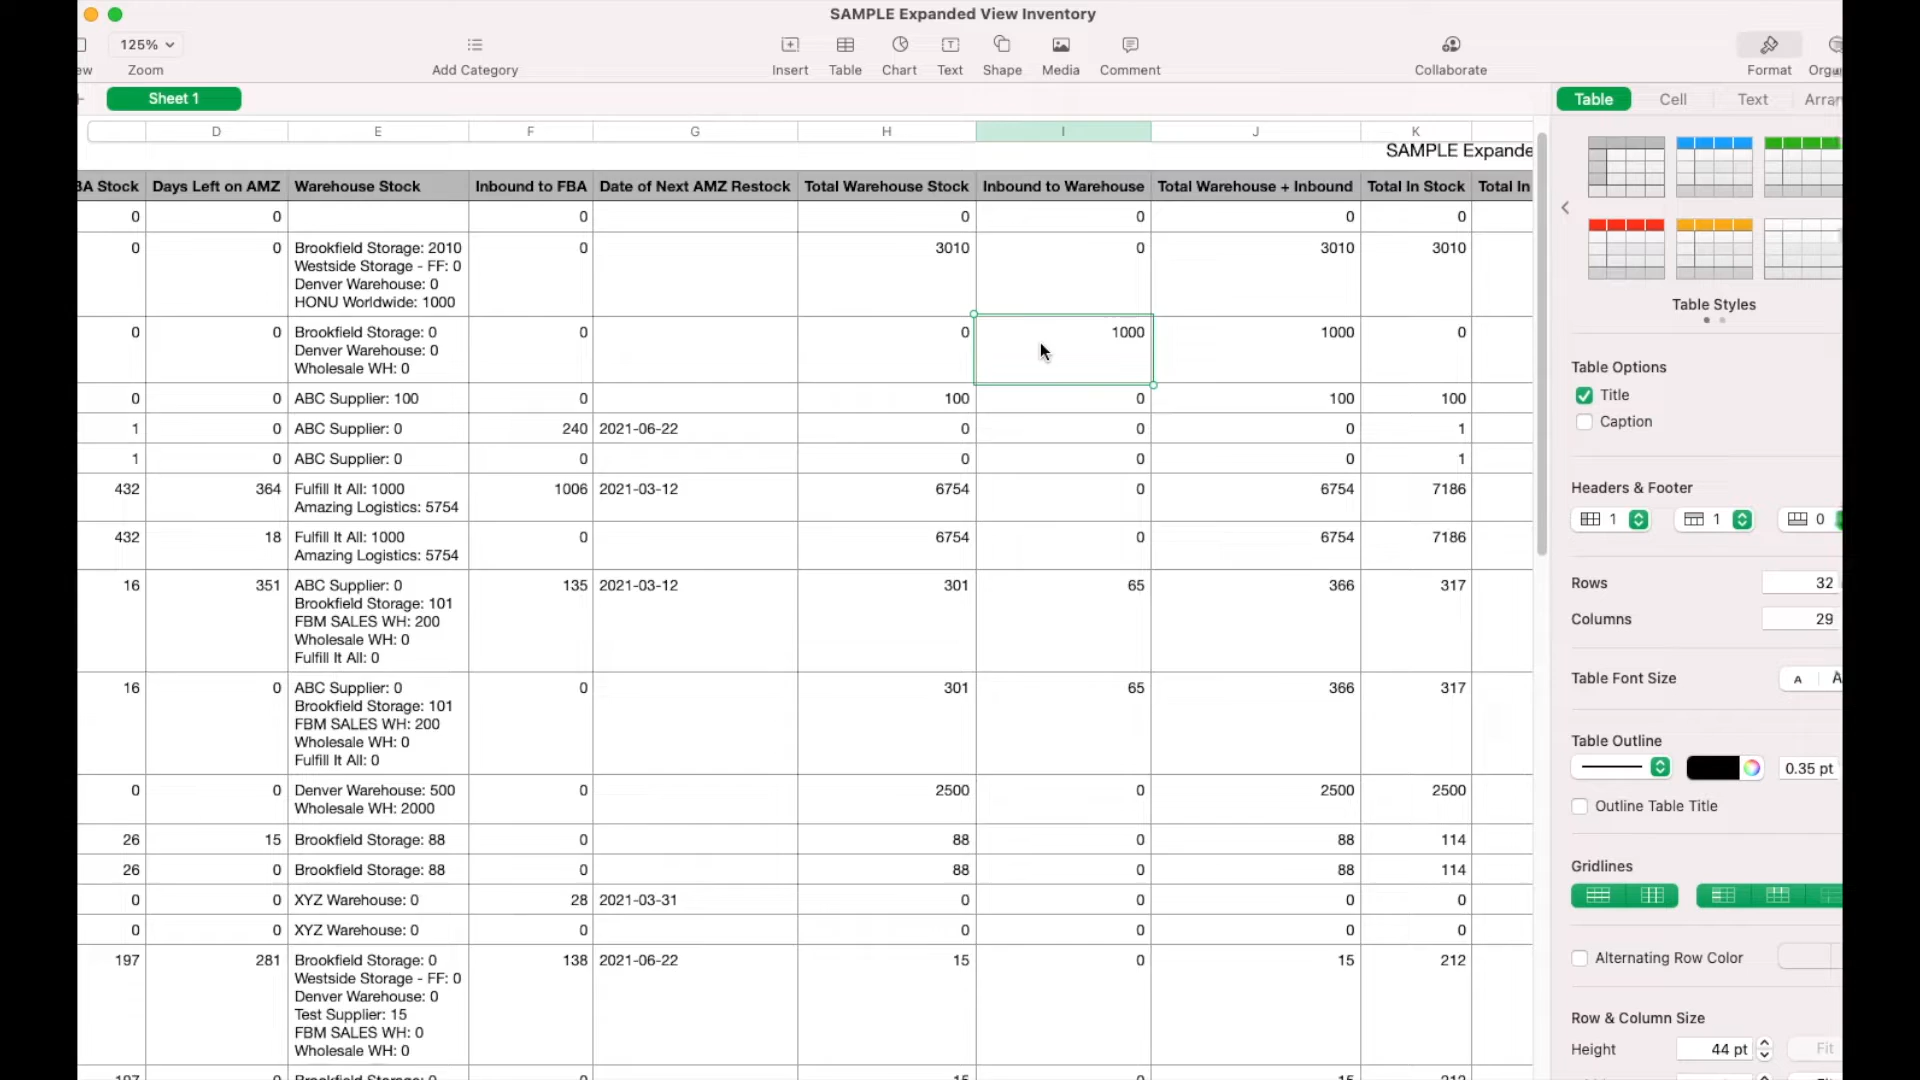 SAMPLE Expanded View Inventory
125%
Zoom
Add Category
Insert
Table
Chart
Text
Shape
Media
Comment
Collaborate
Format
Sheet 1
Table
Cell
Text
D
E
F
G
H
I
J
K
SAMPLE Expande
BA Stock Days Left on AMZ Warehouse Stock Inbound to FBA Date of Next AMZ Restock Total Warehouse Stock Inbound to Warehouse Total Warehouse + Inbound Total In Stock Total In
0 0 0 0 0 0 0
0 0 Brookfield Storage: 2010 0 3010 0 3010 3010
Westside Storage - FF: 0
Denver Warehouse: 0
HONU Worldwide: 1000
0 0 Brookfield Storage: 0 0 0 1000 1000 0
Denver Warehouse: 0
Wholesale WH: 0
0 0 ABC Supplier: 100 0 100 0 100 100
1 0 ABC Supplier: 0 240 2021-06-22 0 0 0 1
1 0 ABC Supplier: 0 0 0 0 0 1
432 364 Fulfill It All: 1000 1006 2021-03-12 6754 0 6754 7186
Amazing Logistics: 5754
432 18 Fulfill It All: 1000 0 6754 0 6754 7186
Amazing Logistics: 5754
16 351 ABC Supplier: 0 135 2021-03-12 301 65 366 317
Brookfield Storage: 101
FBM SALES WH: 200
Wholesale WH: 0
Fulfill It All: 0
16 0 ABC Supplier: 0 0 301 65 366 317
Brookfield Storage: 101
FBM SALES WH: 200
Wholesale WH: 0
Fulfill It All: 0
0 0 Denver Warehouse: 500 0 2500 0 2500 2500
Wholesale WH: 2000
26 15 Brookfield Storage: 88 0 88 0 88 114
26 0 Brookfield Storage: 88 0 88 0 88 114
0 0 XYZ Warehouse: 0 28 2021-03-31 0 0 0 0
0 0 XYZ Warehouse: 0 0 0 0 0 0
197 281 Brookfield Storage: 0 138 2021-06-22 15 0 15 212
Westside Storage - FF: 0
Denver Warehouse: 0
Test Supplier: 15
FBM SALES WH: 0
Wholesale WH: 0
Table Styles
Table Options
Title
Caption
Headers & Footer
1
1
0
Rows 32
Columns 29
Table Font Size A A
Table Outline
0.35 pt
Outline Table Title
Gridlines
Alternating Row Color
Row & Column Size
Height 44 pt Fit